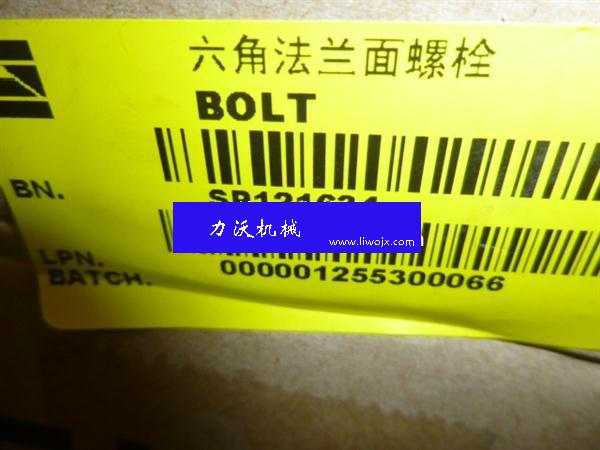 六角法兰面螺栓
BOLT
BN.
SP121634
力沃机械
www.liwojx.com
LPN.
BATCH.
000001255300066